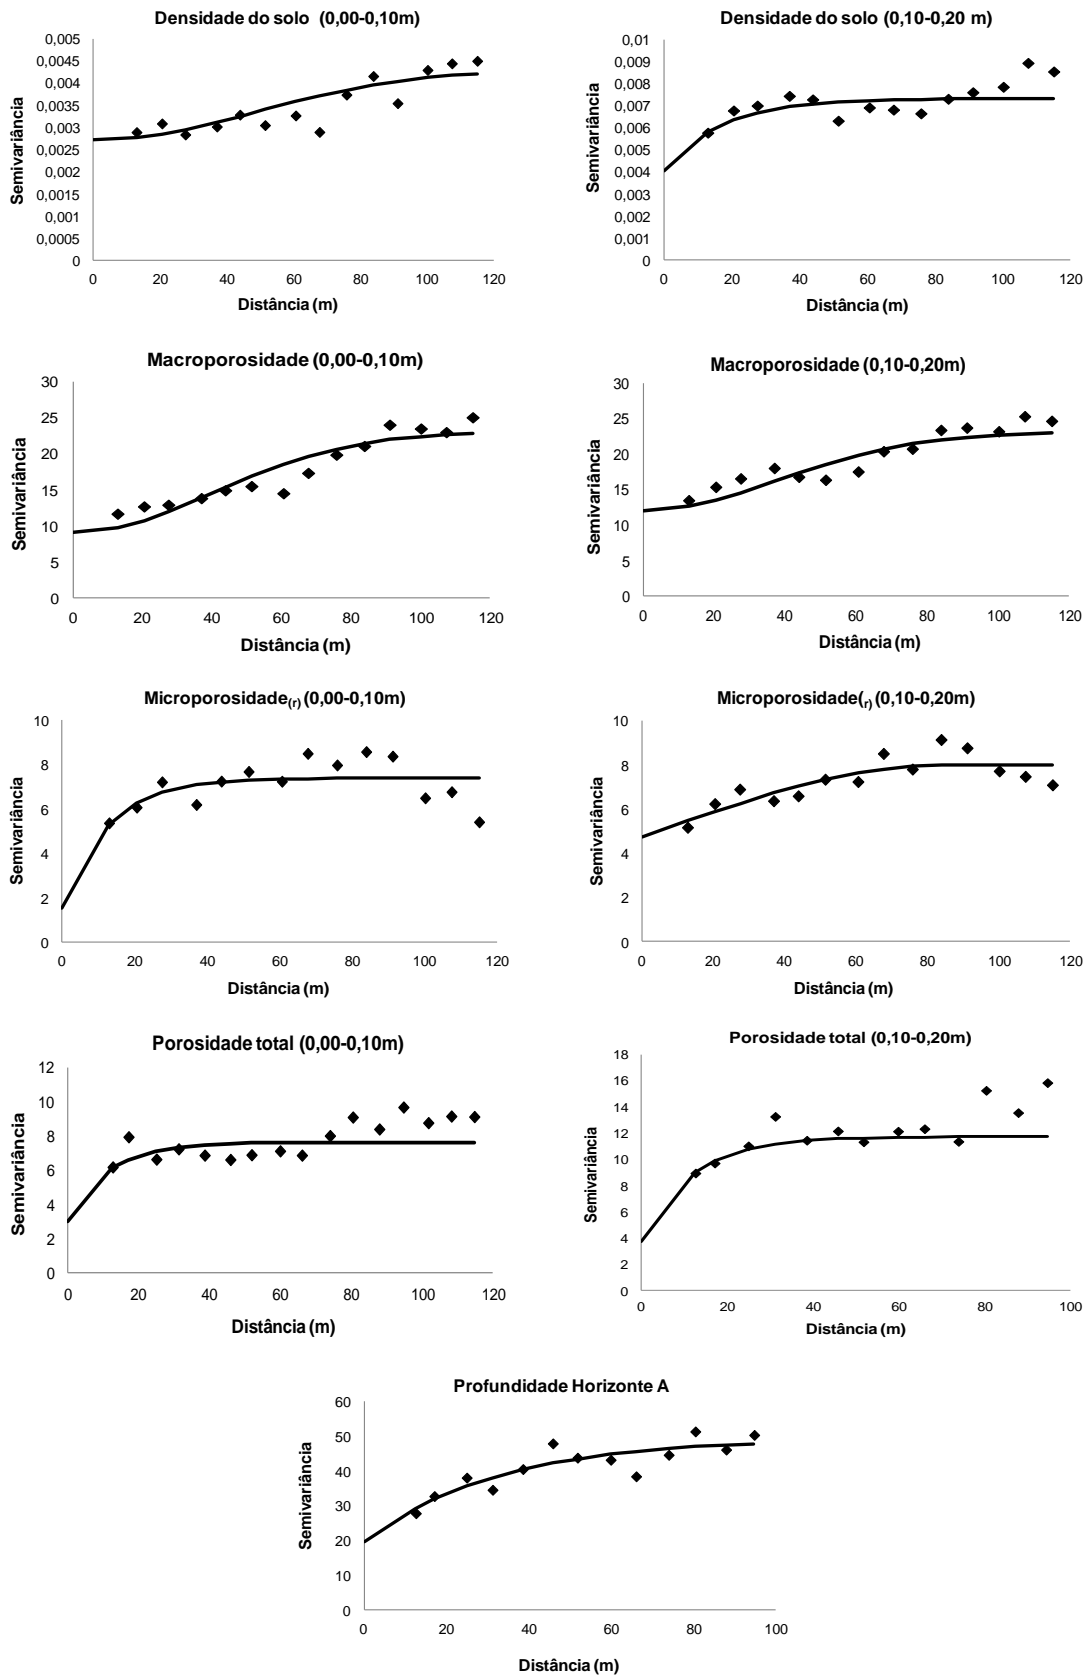 Densidade do solo (0,00-0,10m)
0,005
0,0045
0,004
0,0035
0,003
0,0025
0,002
0,0015
0,001
0,0005
0
Semivariância
0 20 40 60 80 100 120
Distância (m)
Densidade do solo (0,10-0,20 m)
0,01
0,009
0,008
0,007
0,006
0,005
0,004
0,003
0,002
0,001
0
Semivariância
0 20 40 60 80 100 120
Distância (m)
Macroporosidade (0,00-0,10m)
30
25
20
15
10
5
0
Semivariância
0 20 40 60 80 100 120
Distância (m)
Macroporosidade (0,10-0,20m)
30
25
20
15
10
5
0
Semivariância
0 20 40 60 80 100 120
Distância (m)
Microporosidade(r) (0,00-0,10m)
10
8
6
4
2
0
Semivariância
0 20 40 60 80 100 120
Distância (m)
Microporosidade(r) (0,10-0,20m)
10
8
6
4
2
0
Semivariância
0 20 40 60 80 100 120
Distância (m)
Porosidade total (0,00-0,10m)
12
10
8
6
4
2
0
Semivariância
0 20 40 60 80 100 120
Distância (m)
Porosidade total (0,10-0,20m)
18
16
14
12
10
8
6
4
2
0
Semivariância
0 20 40 60 80 100
Distância (m)
Profundidade Horizonte A
60
50
40
30
20
10
0
Semivariância
0 20 40 60 80 100
Distância (m)